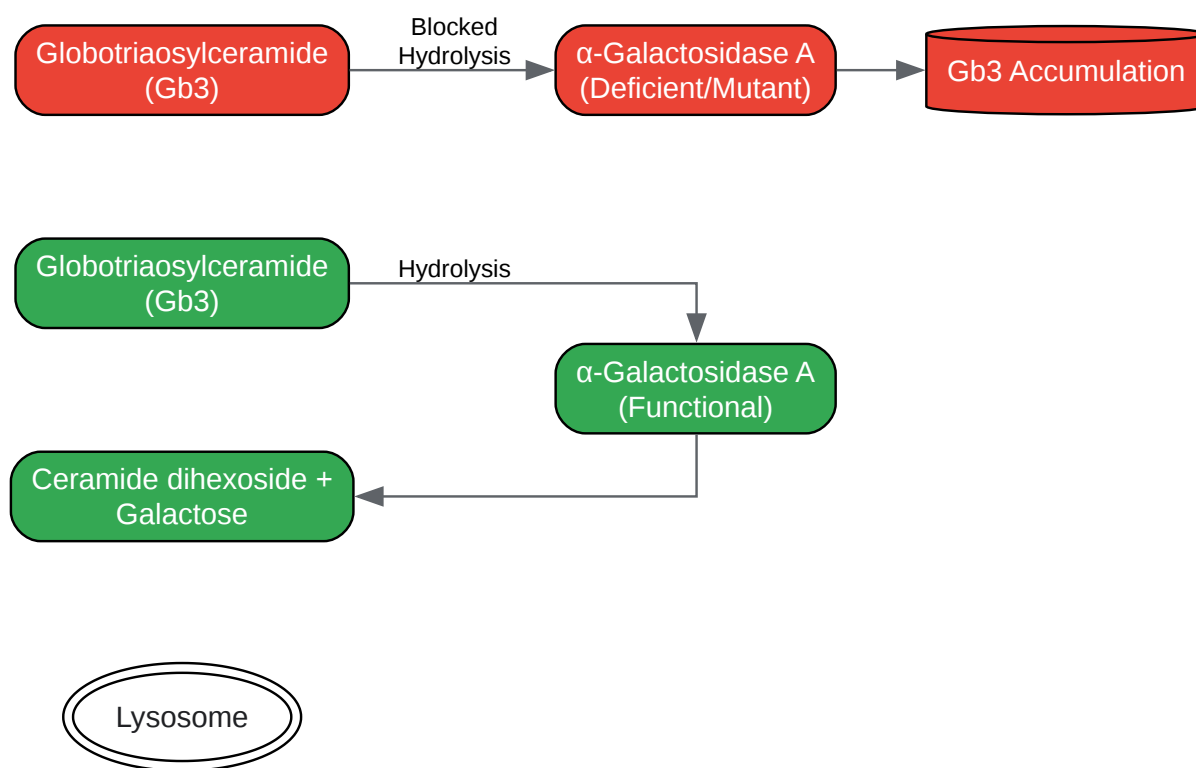 Globotriaosylceramide
(Gb3)
Blocked
Hydrolysis
α-Galactosidase A
(Deficient/Mutant)
Gb3 Accumulation
Globotriaosylceramide
(Gb3)
Hydrolysis
α-Galactosidase A
(Functional)
Ceramide dihexoside +
Galactose
Lysosome